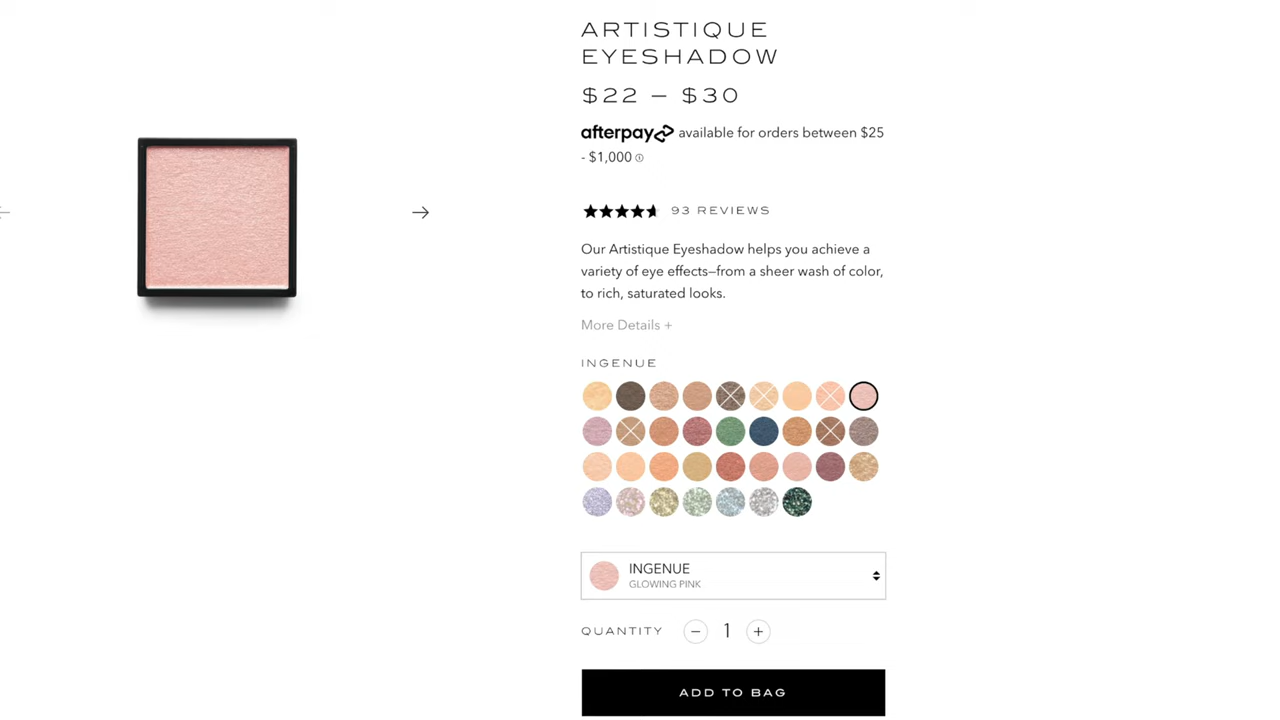 ARTISTIQUE
EYESHADOW
$22 – $30
afterpay available for orders between $25
- $1,000 ⓘ
93 REVIEWS
Our Artistique Eyeshadow helps you achieve a
variety of eye effects—from a sheer wash of color,
to rich, saturated looks.
More Details +
INGENUE
INGENUE
GLOWING PINK
QUANTITY − 1 +
ADD TO BAG